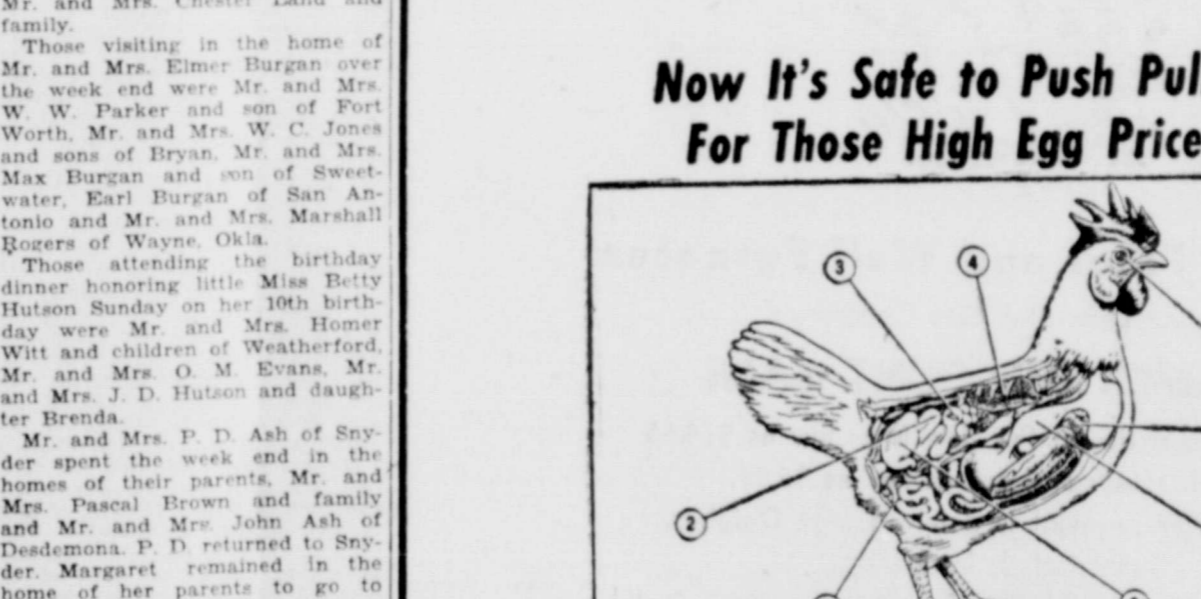 Mr. and Mrs. Chester Land and
family.
Those visiting in the home of
Mr. and Mrs. Elmer Burgan over
the week end were Mr. and Mrs.
W. W. Parker and son of Fort
Worth, Mr. and Mrs. W. C. Jones
and sons of Bryan, Mr. and Mrs.
Max Burgan and son of Sweet-
water, Earl Burgan of San An-
tonio and Mr. and Mrs. Marshall
Rogers of Wayne, Okla.
Those attending the birthday
dinner honoring little Miss Betty
Hutson Sunday on her 10th birth-
day were Mr. and Mrs. Homer
Witt and children of Weatherford,
Mr. and Mrs. O. M. Evans, Mr.
and Mrs. J. D. Hutson and daugh-
ter Brenda.
Mr. and Mrs. P. D. Ash of Sny-
der spent the week end in the
homes of their parents, Mr. and
Mrs. Pascal Brown and family
and Mr. and Mrs. John Ash of
Desdemona. P. D. returned to Sny-
der. Margaret remained in the
home of her parents to go to
Now It's Safe to Push Pul
For Those High Egg Price
3
4
2